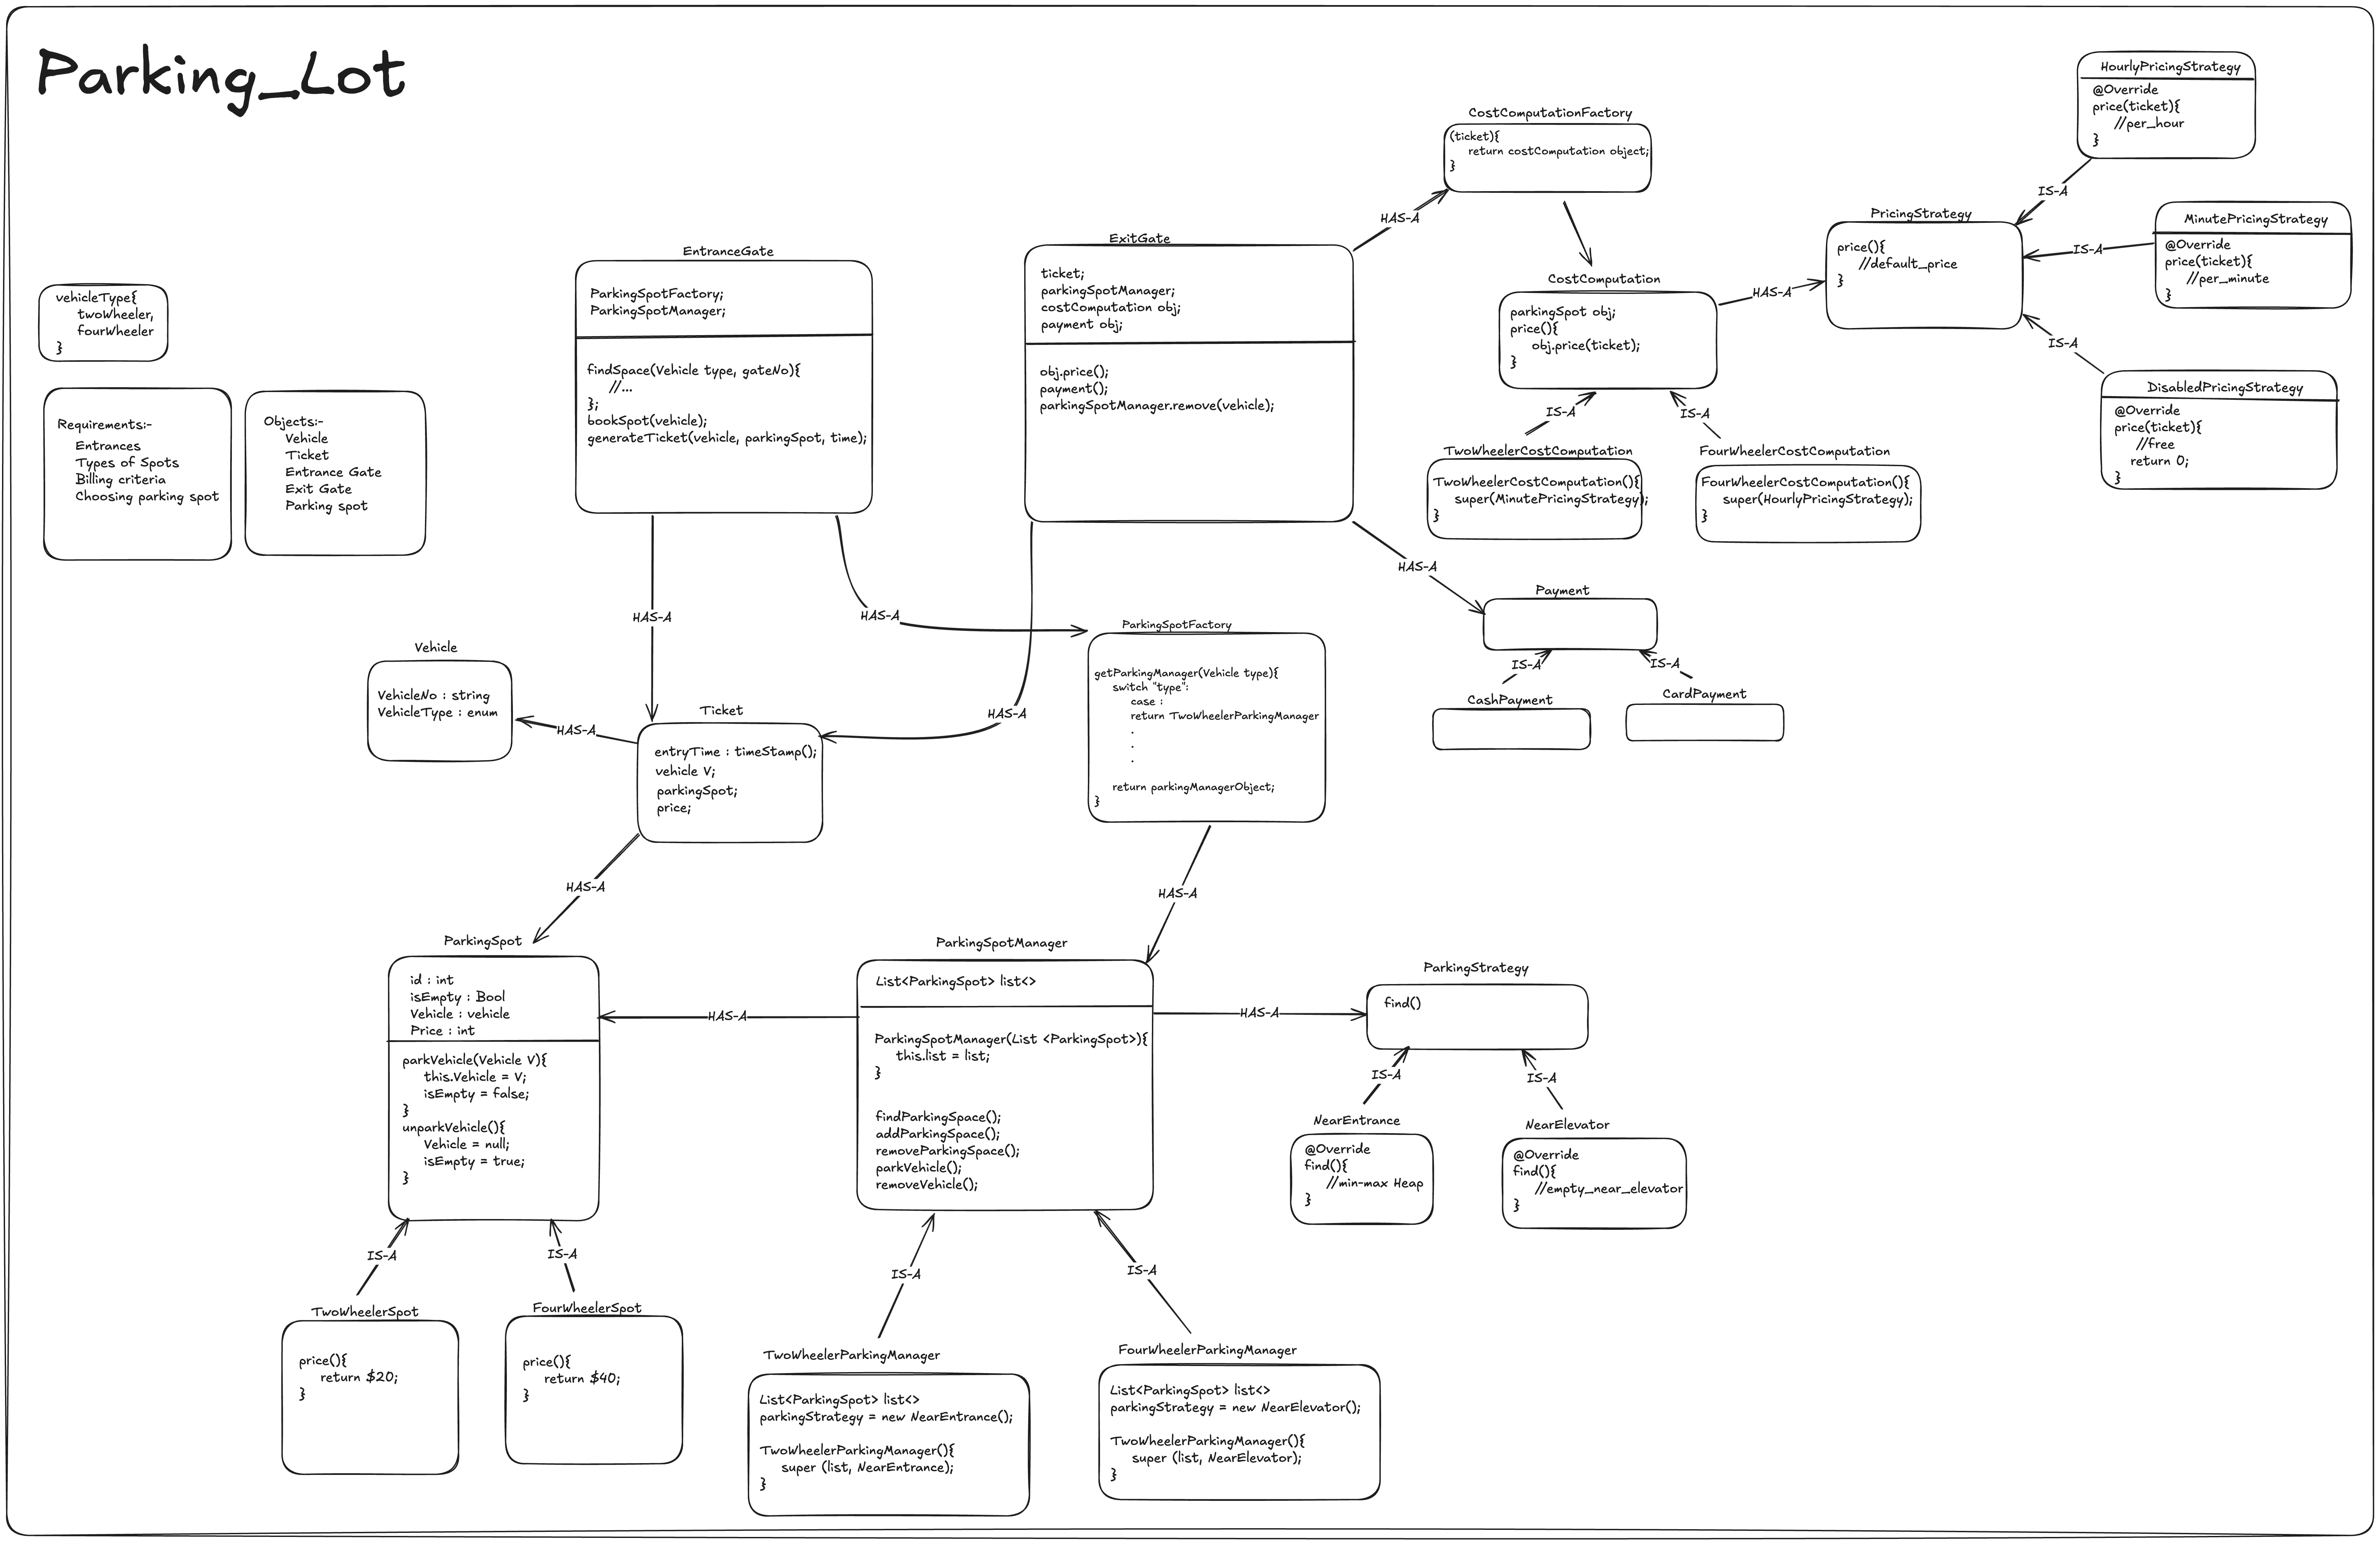 Parking_Lot
vehicleType{
twoWheeler,
fourWheeler
}
Requirements:-
Entrances
Types of Spots
Billing criteria
Choosing parking spot
Objects:-
Vehicle
Ticket
Entrance Gate
Exit Gate
Parking spot
EntranceGate
ParkingSpotFactory;
ParkingSpotManager;
findSpace(Vehicle type, gateNo){
//...
};
bookSpot(vehicle);
generateTicket(vehicle, parkingSpot, time);
ExitGate
ticket;
parkingSpotManager;
costComputation obj;
payment obj;
obj.price();
payment();
parkingSpotManager.remove(vehicle);
HAS-A
CostComputationFactory
(ticket){
return costComputation object;
}
CostComputation
parkingSpot obj;
price(){
obj.price(ticket);
}
HAS-A
PricingStrategy
price(){
//default_price
}
IS-A
HourlyPricingStrategy
@Override
price(ticket){
//per_hour
}
IS-A
MinutePricingStrategy
@Override
price(ticket){
//per_minute
}
IS-A
DisabledPricingStrategy
@Override
price(ticket){
//free
return 0;
}
IS-A
IS-A
TwoWheelerCostComputation
TwoWheelerCostComputation(){
super(MinutePricingStrategy);
}
FourWheelerCostComputation
FourWheelerCostComputation(){
super(HourlyPricingStrategy);
}
HAS-A
Payment
IS-A
IS-A
CashPayment
CardPayment
HAS-A
HAS-A
HAS-A
Vehicle
VehicleNo : string
VehicleType : enum
HAS-A
Ticket
entryTime : timeStamp();
vehicle V;
parkingSpot;
price;
ParkingSpotFactory
getParkingManager(Vehicle type){
switch "type":
case :
return TwoWheelerParkingManager
.
.
.
return parkingManagerObject;
}
HAS-A
HAS-A
ParkingSpot
id : int
isEmpty : Bool
Vehicle : vehicle
Price : int
parkVehicle(Vehicle V){
this.Vehicle = V;
isEmpty = false;
}
unparkVehicle(){
Vehicle = null;
isEmpty = true;
}
HAS-A
ParkingSpotManager
List<ParkingSpot> list<>
ParkingSpotManager(List <ParkingSpot>){
this.list = list;
}
findParkingSpace();
addParkingSpace();
removeParkingSpace();
parkVehicle();
removeVehicle();
HAS-A
ParkingStrategy
find()
IS-A
IS-A
NearEntrance
@Override
find(){
//min-max Heap
}
NearElevator
@Override
find(){
//empty_near_elevator
}
IS-A
IS-A
TwoWheelerSpot
price(){
return $20;
}
FourWheelerSpot
price(){
return $40;
}
IS-A
IS-A
TwoWheelerParkingManager
List<ParkingSpot> list<>
parkingStrategy = new NearEntrance();
TwoWheelerParkingManager(){
super (list, NearEntrance);
}
FourWheelerParkingManager
List<ParkingSpot> list<>
parkingStrategy = new NearElevator();
TwoWheelerParkingManager(){
super (list, NearElevator);
}